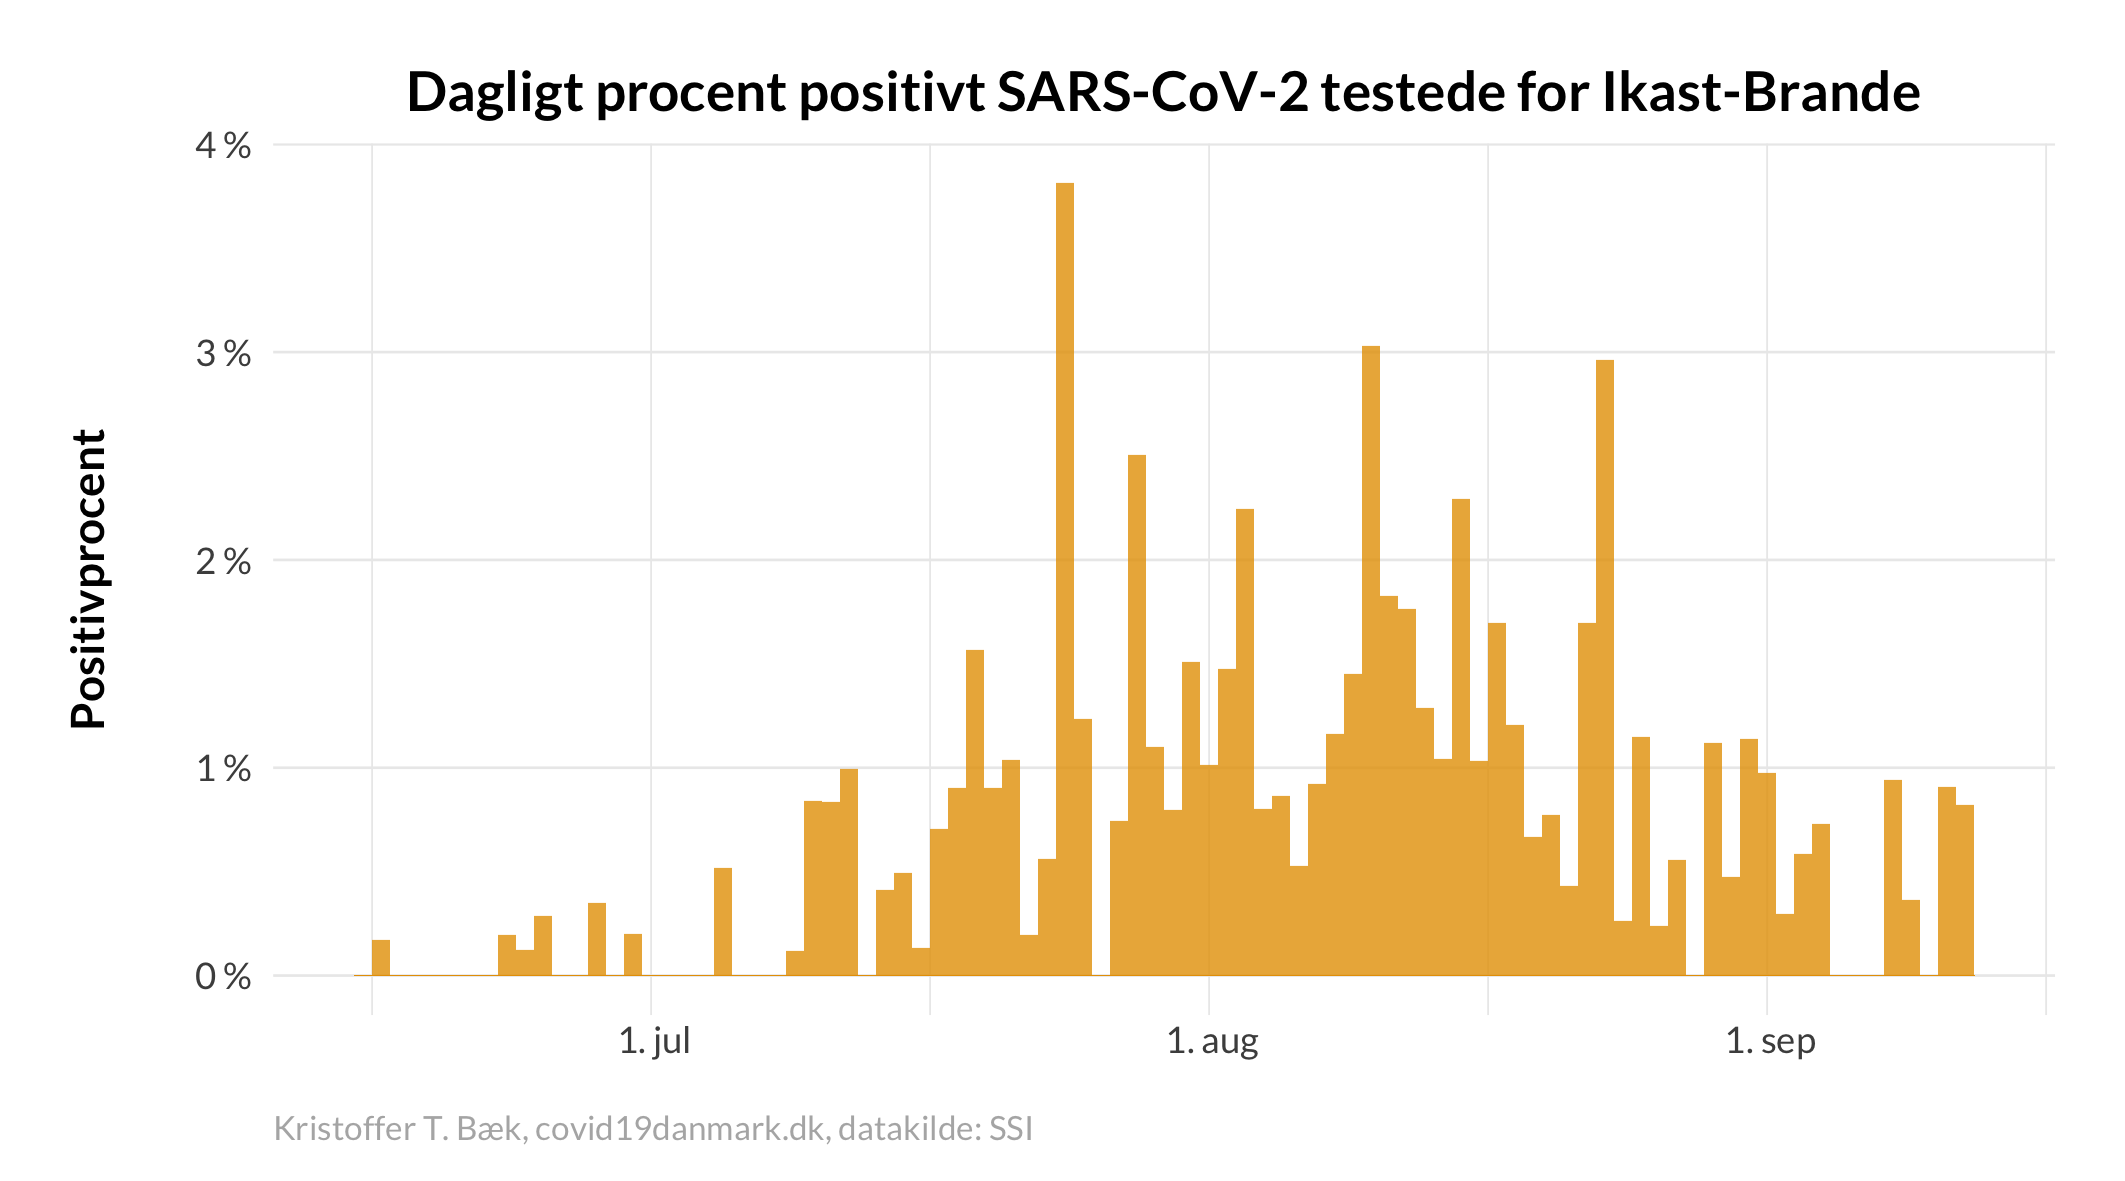 Dagligt procent positivt SARS-CoV-2 testede for Ikast-Brande
Positivprocent
4 %
3 %
2 %
1 %
0 %
1. jul
1. aug
1. sep
Kristoffer T. Bæk, covid19danmark.dk, datakilde: SSI